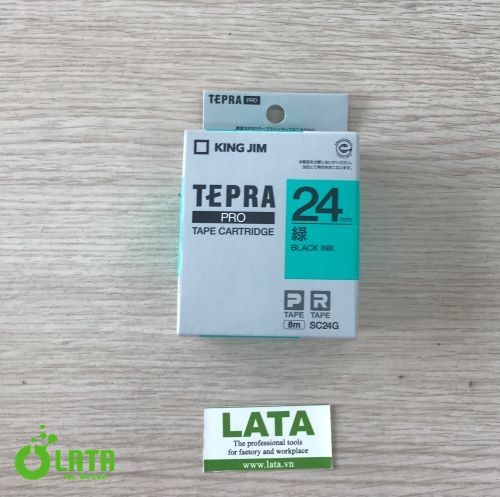 TEPRA PRO
KING JIM
TEPRA
PRO
TAPE CARTRIDGE
24mm
緑
BLACK INK
P R
TAPE TAPE
8m SC24G
LATA
The professional tools
for factory and workplace
www.lata.vn
LATA